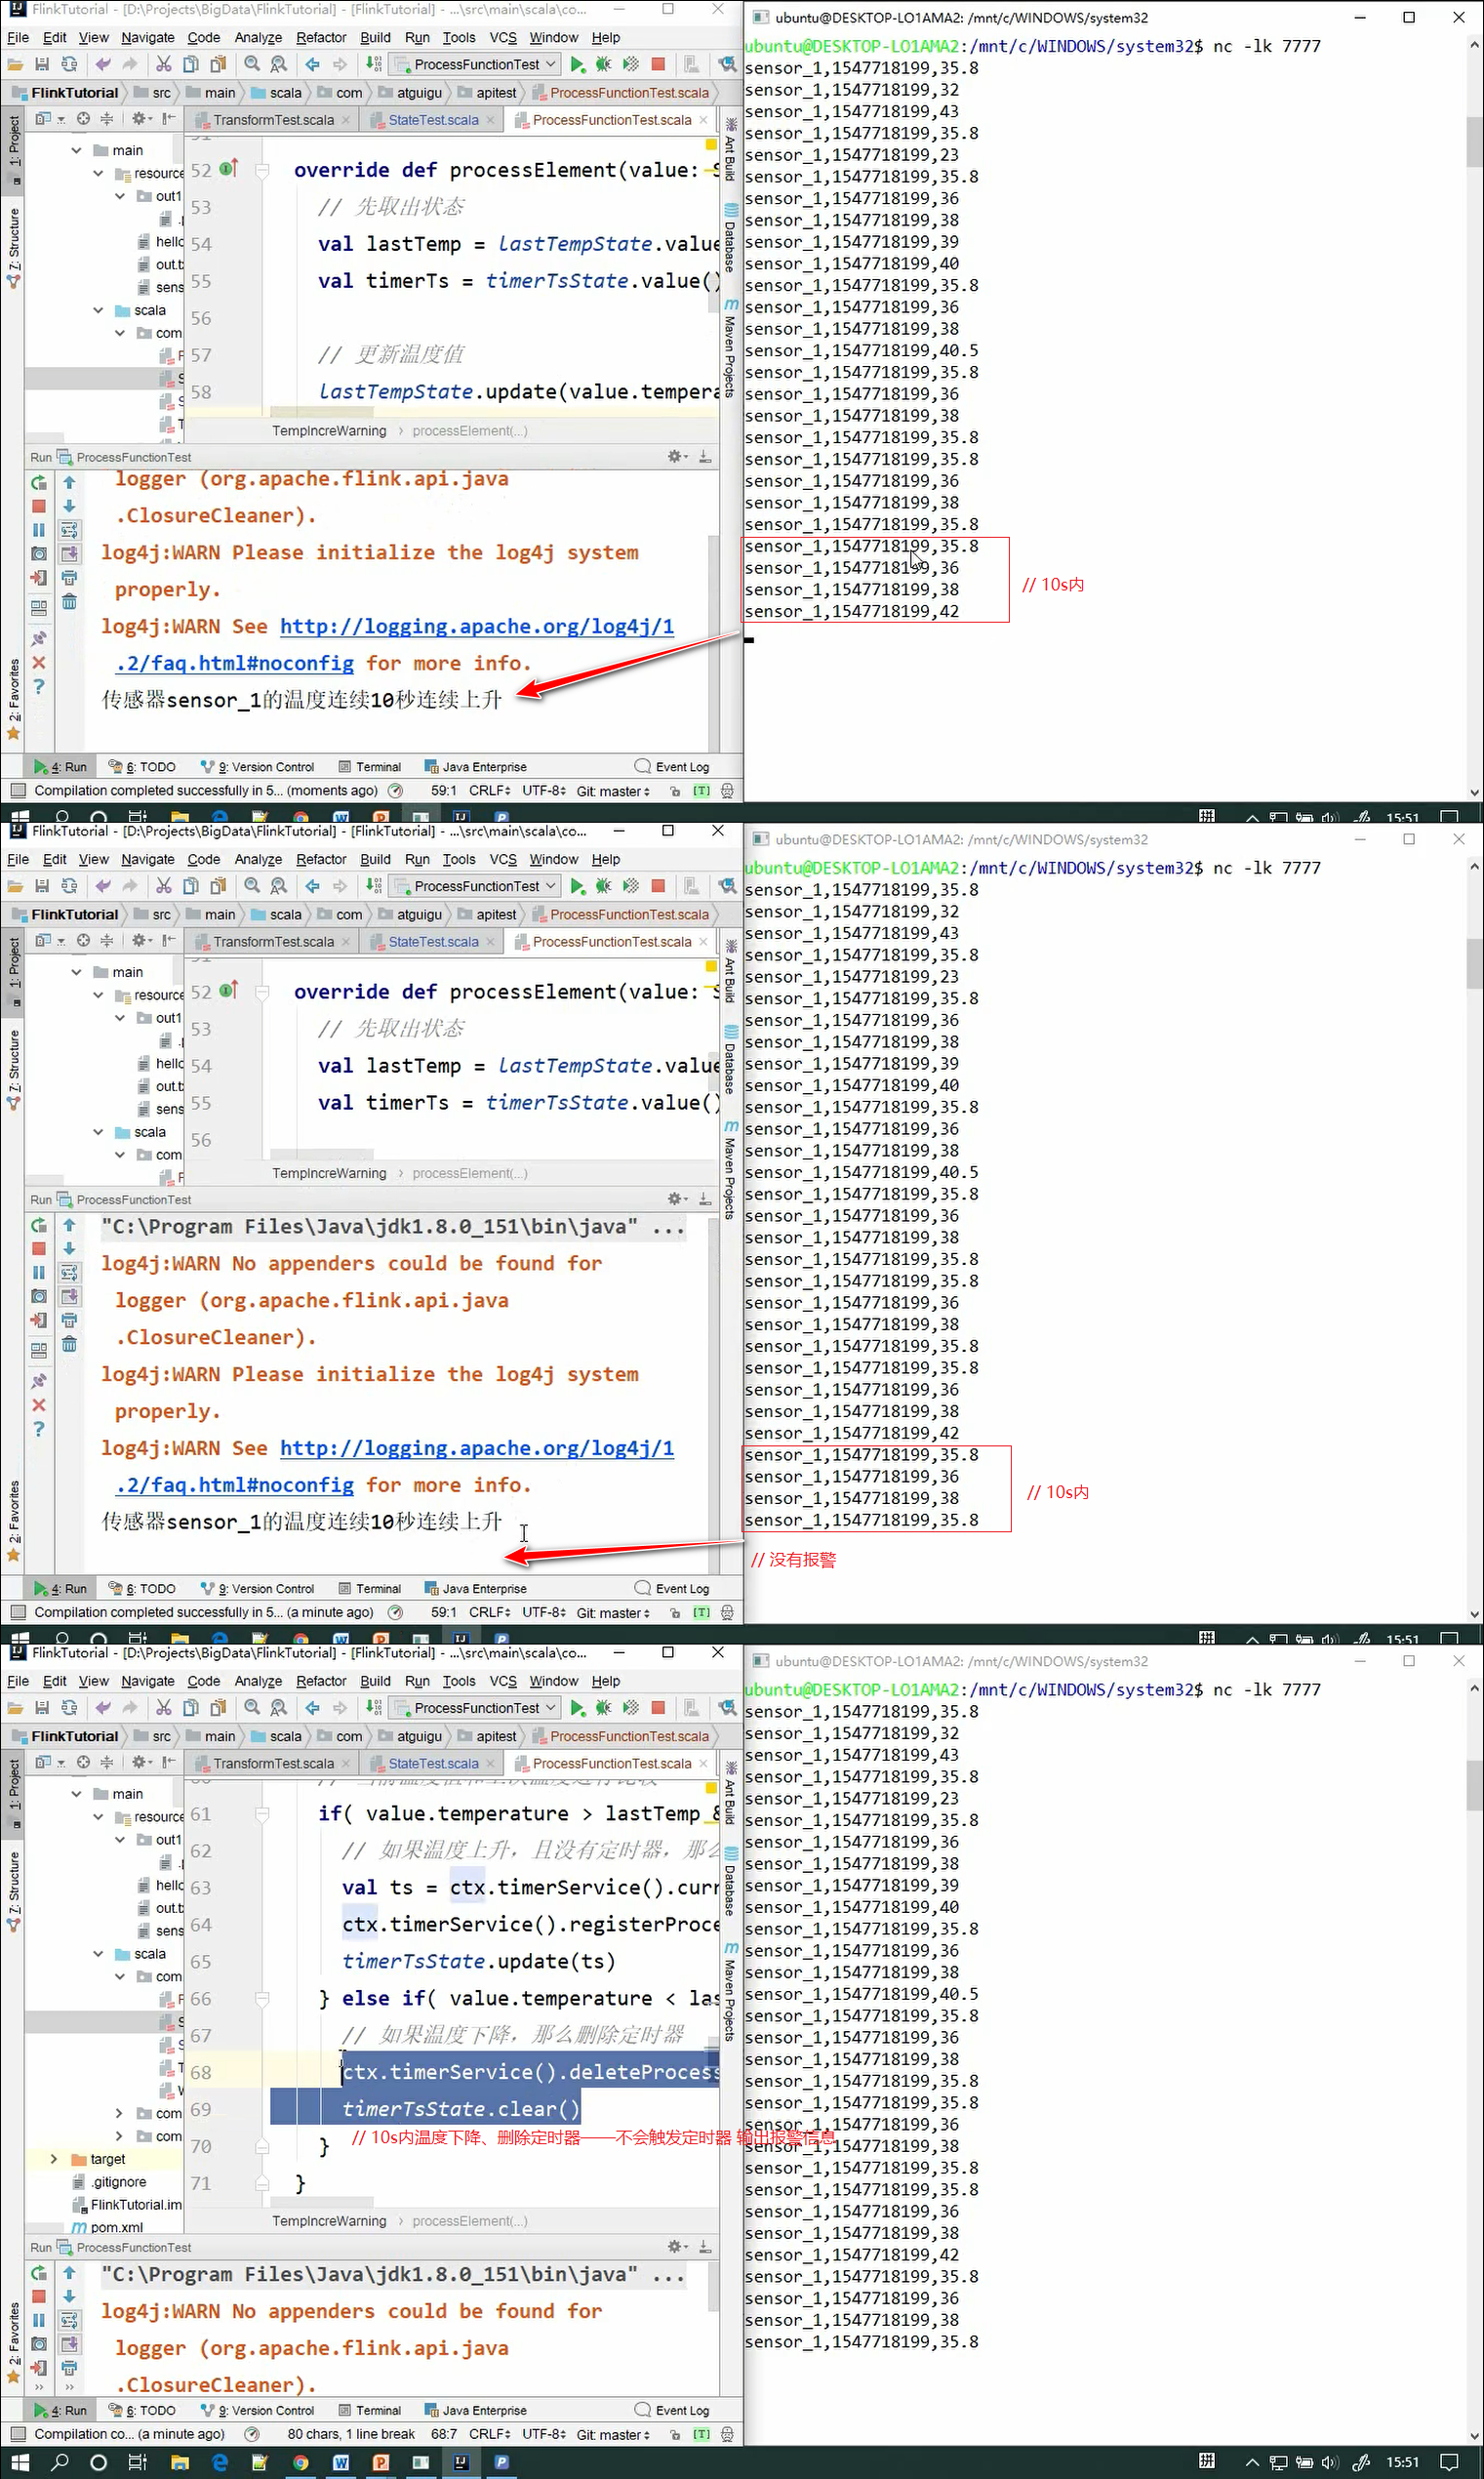 FlinkTutorial - [D:\Projects\BigData\FlinkTutorial] - [FlinkTutorial] - ...\src\main\scala\co...
File Edit View Navigate Code Analyze Refactor Build Run Tools VCS Window Help
ProcessFunctionTest
FlinkTutorial src main scala com atguigu apitest ProcessFunctionTest.scala
TransformTest.scala StateTest.scala ProcessFunctionTest.scala
1: Project
7: Structure
2: Favorites
Ant Build
Database
Maven Projects
main
resource
out1
hello
out.t
sens
scala
com
52 override def processElement(value: S
53 // 先取出状态
54 val lastTemp = lastTempState.value
55 val timerTs = timerTsState.value()
56
57 // 更新温度值
58 lastTempState.update(value.tempera
TempIncreWarning › processElement(...)
Run ProcessFunctionTest
logger (org.apache.flink.api.java
.ClosureCleaner).
log4j:WARN Please initialize the log4j system
properly.
log4j:WARN See http://logging.apache.org/log4j/1
.2/faq.html#noconfig for more info.
传感器sensor_1的温度连续10秒连续上升
4: Run 6: TODO 9: Version Control Terminal Java Enterprise Event Log
Compilation completed successfully in 5... (moments ago) 59:1 CRLF UTF-8 Git: master [T]
ubuntu@DESKTOP-LO1AMA2: /mnt/c/WINDOWS/system32
ubuntu@DESKTOP-LO1AMA2:/mnt/c/WINDOWS/system32$ nc -lk 7777
sensor_1,1547718199,35.8
sensor_1,1547718199,32
sensor_1,1547718199,43
sensor_1,1547718199,35.8
sensor_1,1547718199,23
sensor_1,1547718199,35.8
sensor_1,1547718199,36
sensor_1,1547718199,38
sensor_1,1547718199,39
sensor_1,1547718199,40
sensor_1,1547718199,35.8
sensor_1,1547718199,36
sensor_1,1547718199,38
sensor_1,1547718199,40.5
sensor_1,1547718199,35.8
sensor_1,1547718199,36
sensor_1,1547718199,38
sensor_1,1547718199,35.8
sensor_1,1547718199,35.8
sensor_1,1547718199,36
sensor_1,1547718199,38
sensor_1,1547718199,35.8
sensor_1,1547718199,35.8
sensor_1,1547718199,36
sensor_1,1547718199,38
sensor_1,1547718199,42
// 10s内
15:51
FlinkTutorial - [D:\Projects\BigData\FlinkTutorial] - [FlinkTutorial] - ...\src\main\scala\co...
File Edit View Navigate Code Analyze Refactor Build Run Tools VCS Window Help
ProcessFunctionTest
FlinkTutorial src main scala com atguigu apitest ProcessFunctionTest.scala
TransformTest.scala StateTest.scala ProcessFunctionTest.scala
1: Project
7: Structure
2: Favorites
Ant Build
Database
Maven Projects
main
resource
out1
hello
out.t
sens
scala
com
52 override def processElement(value: S
53 // 先取出状态
54 val lastTemp = lastTempState.value
55 val timerTs = timerTsState.value()
56
TempIncreWarning › processElement(...)
Run ProcessFunctionTest
"C:\Program Files\Java\jdk1.8.0_151\bin\java" ...
log4j:WARN No appenders could be found for
logger (org.apache.flink.api.java
.ClosureCleaner).
log4j:WARN Please initialize the log4j system
properly.
log4j:WARN See http://logging.apache.org/log4j/1
.2/faq.html#noconfig for more info.
传感器sensor_1的温度连续10秒连续上升
4: Run 6: TODO 9: Version Control Terminal Java Enterprise Event Log
Compilation completed successfully in 5... (a minute ago) 59:1 CRLF UTF-8 Git: master [T]
ubuntu@DESKTOP-LO1AMA2: /mnt/c/WINDOWS/system32
ubuntu@DESKTOP-LO1AMA2:/mnt/c/WINDOWS/system32$ nc -lk 7777
sensor_1,1547718199,35.8
sensor_1,1547718199,32
sensor_1,1547718199,43
sensor_1,1547718199,35.8
sensor_1,1547718199,23
sensor_1,1547718199,35.8
sensor_1,1547718199,36
sensor_1,1547718199,38
sensor_1,1547718199,39
sensor_1,1547718199,40
sensor_1,1547718199,35.8
sensor_1,1547718199,36
sensor_1,1547718199,38
sensor_1,1547718199,40.5
sensor_1,1547718199,35.8
sensor_1,1547718199,36
sensor_1,1547718199,38
sensor_1,1547718199,35.8
sensor_1,1547718199,35.8
sensor_1,1547718199,36
sensor_1,1547718199,38
sensor_1,1547718199,35.8
sensor_1,1547718199,35.8
sensor_1,1547718199,36
sensor_1,1547718199,38
sensor_1,1547718199,42
sensor_1,1547718199,35.8
sensor_1,1547718199,36
sensor_1,1547718199,38
sensor_1,1547718199,35.8
// 10s内
// 没有报警
15:51
FlinkTutorial - [D:\Projects\BigData\FlinkTutorial] - [FlinkTutorial] - ...\src\main\scala\co...
File Edit View Navigate Code Analyze Refactor Build Run Tools VCS Window Help
ProcessFunctionTest
FlinkTutorial src main scala com atguigu apitest ProcessFunctionTest.scala
TransformTest.scala StateTest.scala ProcessFunctionTest.scala
1: Project
7: Structure
2: Favorites
Ant Build
Database
Maven Projects
main
resource
out1
hello
out.t
sens
scala
com
com
com
target
.gitignore
FlinkTutorial.im
pom.xml
61 if( value.temperature > lastTemp &
62 // 如果温度上升，且没有定时器，那么
63 val ts = ctx.timerService().curr
64 ctx.timerService().registerProce
65 timerTsState.update(ts)
66 } else if( value.temperature < las
67 // 如果温度下降，那么删除定时器
68 ctx.timerService().deleteProcess
69 timerTsState.clear()
// 10s内温度下降、删除定时器——不会触发定时器 输出报警信息
70 }
71 }
TempIncreWarning › processElement(...)
Run ProcessFunctionTest
"C:\Program Files\Java\jdk1.8.0_151\bin\java" ...
log4j:WARN No appenders could be found for
logger (org.apache.flink.api.java
.ClosureCleaner).
4: Run 6: TODO 9: Version Control Terminal Java Enterprise Event Log
Compilation co... (a minute ago) 80 chars, 1 line break 68:7 CRLF UTF-8 Git: master [T]
ubuntu@DESKTOP-LO1AMA2: /mnt/c/WINDOWS/system32
ubuntu@DESKTOP-LO1AMA2:/mnt/c/WINDOWS/system32$ nc -lk 7777
sensor_1,1547718199,35.8
sensor_1,1547718199,32
sensor_1,1547718199,43
sensor_1,1547718199,35.8
sensor_1,1547718199,23
sensor_1,1547718199,35.8
sensor_1,1547718199,36
sensor_1,1547718199,38
sensor_1,1547718199,39
sensor_1,1547718199,40
sensor_1,1547718199,35.8
sensor_1,1547718199,36
sensor_1,1547718199,38
sensor_1,1547718199,40.5
sensor_1,1547718199,35.8
sensor_1,1547718199,36
sensor_1,1547718199,38
sensor_1,1547718199,35.8
sensor_1,1547718199,35.8
sensor_1,1547718199,36
sensor_1,1547718199,38
sensor_1,1547718199,35.8
sensor_1,1547718199,35.8
sensor_1,1547718199,36
sensor_1,1547718199,38
sensor_1,1547718199,42
sensor_1,1547718199,35.8
sensor_1,1547718199,36
sensor_1,1547718199,38
sensor_1,1547718199,35.8
拼 15:51